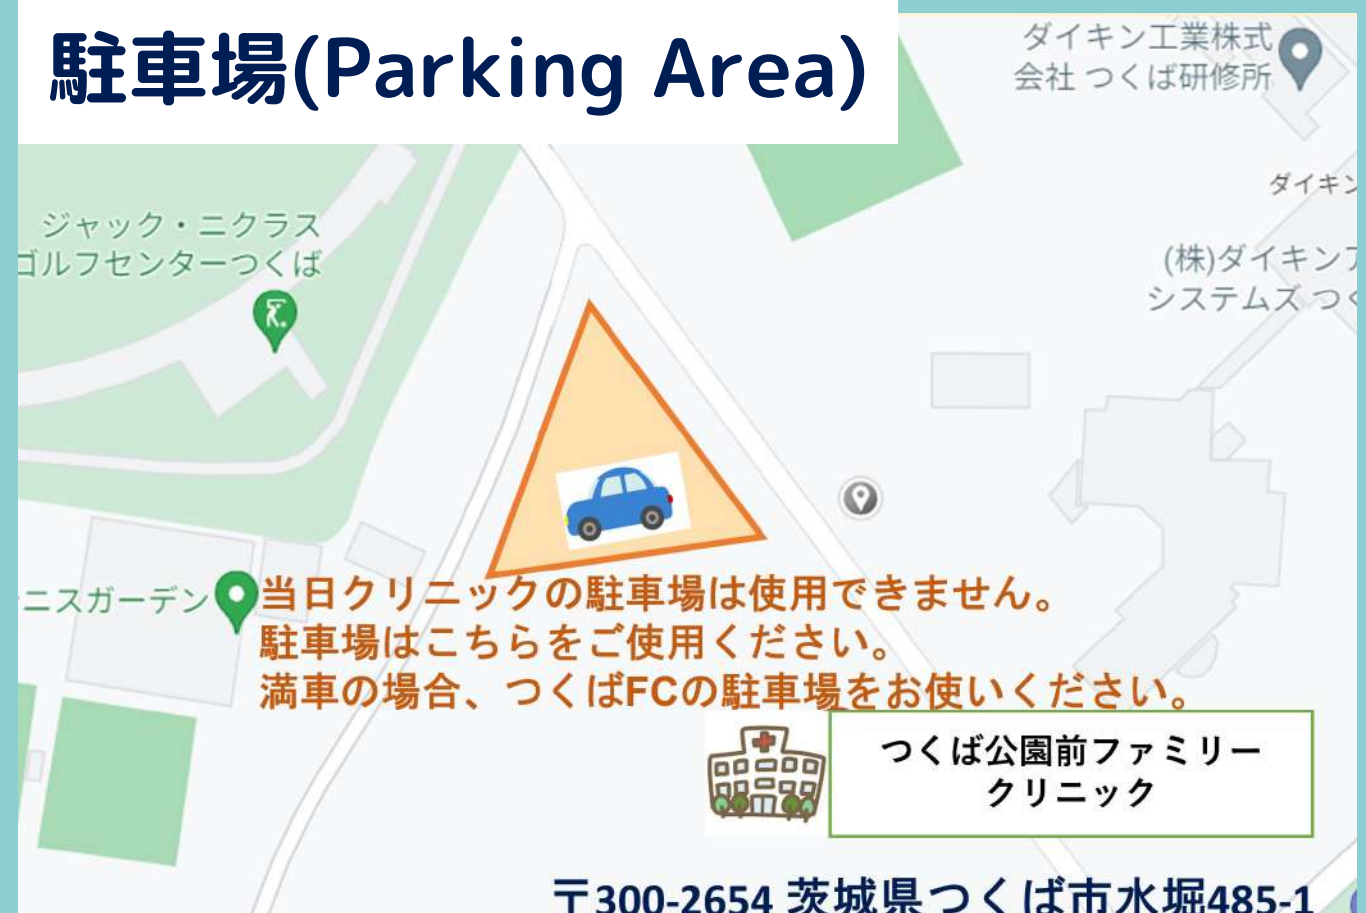 駐車場(Parking Area)
ダイキン工業株式
会社 つくば研修所
ダイキン
ジャック・ニクラス
ゴルフセンターつくば
(株)ダイキンア
システムズ つく
ニスガーデン
当日クリニックの駐車場は使用できません。
駐車場はこちらをご使用ください。
満車の場合、つくばFCの駐車場をお使いください。
つくば公園前ファミリー
クリニック
〒300-2654 茨城県つくば市水堀485-1